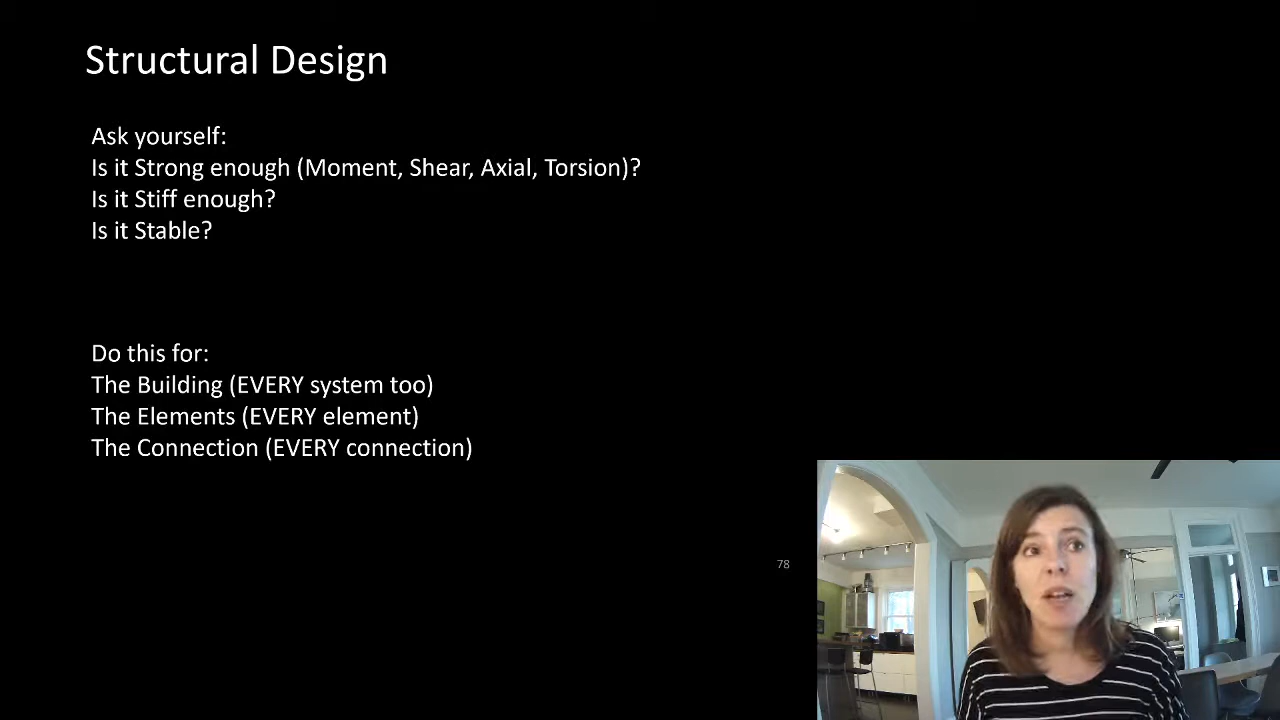 Structural Design
Ask yourself:
Is it Strong enough (Moment, Shear, Axial, Torsion)?
Is it Stiff enough?
Is it Stable?
Do this for:
The Building (EVERY system too)
The Elements (EVERY element)
The Connection (EVERY connection)
78